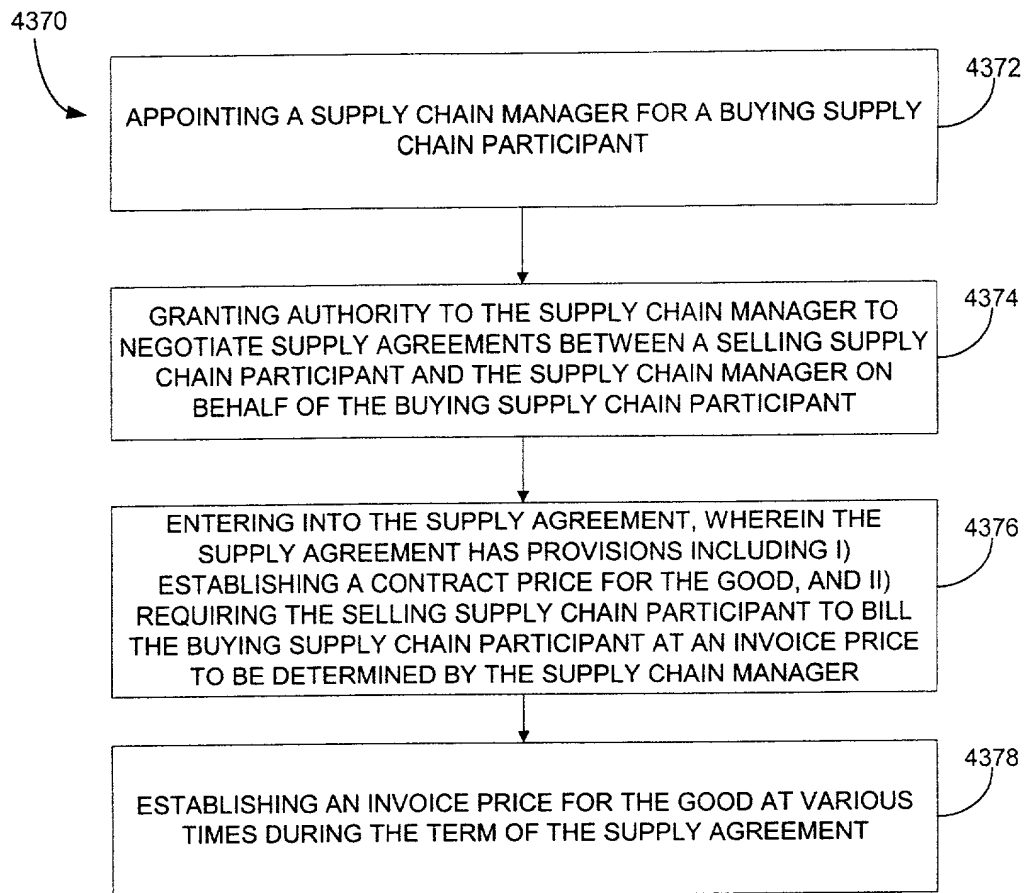 4370
4372
APPOINTING A SUPPLY CHAIN MANAGER FOR A BUYING SUPPLY
CHAIN PARTICIPANT
4374
GRANTING AUTHORITY TO THE SUPPLY CHAIN MANAGER TO
NEGOTIATE SUPPLY AGREEMENTS BETWEEN A SELLING SUPPLY
CHAIN PARTICIPANT AND THE SUPPLY CHAIN MANAGER ON
BEHALF OF THE BUYING SUPPLY CHAIN PARTICIPANT
4376
ENTERING INTO THE SUPPLY AGREEMENT, WHEREIN THE
SUPPLY AGREEMENT HAS PROVISIONS INCLUDING I)
ESTABLISHING A CONTRACT PRICE FOR THE GOOD, AND II)
REQUIRING THE SELLING SUPPLY CHAIN PARTICIPANT TO BILL
THE BUYING SUPPLY CHAIN PARTICIPANT AT AN INVOICE PRICE
TO BE DETERMINED BY THE SUPPLY CHAIN MANAGER
4378
ESTABLISHING AN INVOICE PRICE FOR THE GOOD AT VARIOUS
TIMES DURING THE TERM OF THE SUPPLY AGREEMENT